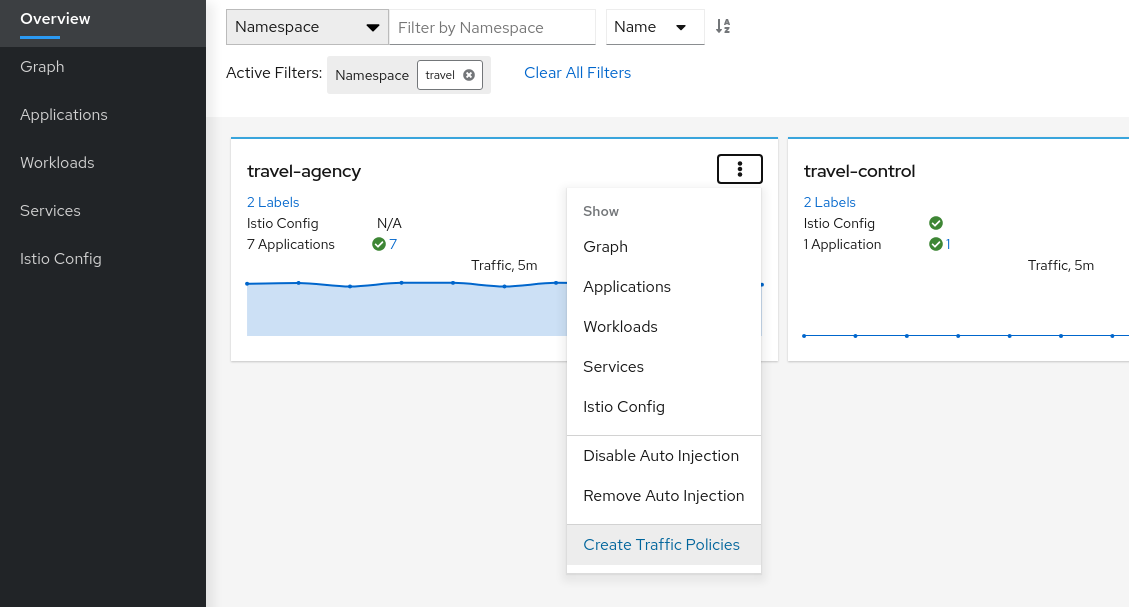 Overview
Graph
Applications
Workloads
Services
Istio Config
Namespace
Filter by Namespace
Name
Active Filters:
Namespace
travel
Clear All Filters
travel-agency
2 Labels
Istio Config N/A
7 Applications 7
Traffic, 5m
Show
Graph
Applications
Workloads
Services
Istio Config
Disable Auto Injection
Remove Auto Injection
Create Traffic Policies
travel-control
2 Labels
Istio Config
1 Application 1
Traffic, 5m